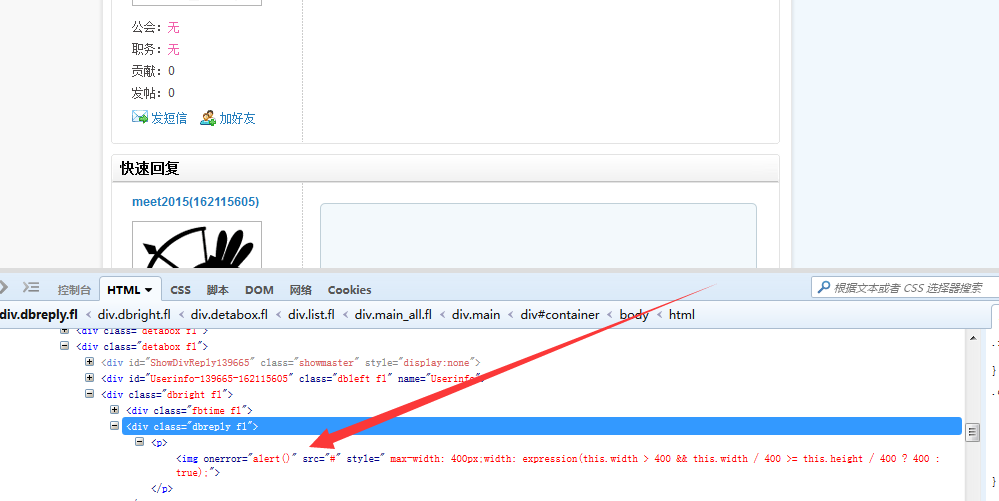 公会：无
职务：无
贡献：0
发帖：0
发短信 加好友
快速回复
meet2015(162115605)
控制台 HTML CSS 脚本 DOM 网络 Cookies 根据文本或者 CSS 选择器搜索
div.dbreply.fl < div.dbright.fl < div.detabox.fl < div.list.fl < div.main_all.fl < div.main < div#container < body < html
<div class="detabox fl">
<div class="detabox fl">
<div id="ShowDivReply139665" class="showmaster" style="display:none">
<div id="Userinfo-139665-162115605" class="dbleft fl" name="Userinfo">
<div class="dbright fl">
<div class="fbtime fl">
<div class="dbreply fl">
<p>
<img onerror="alert()" src="#" style=" max-width: 400px;width: expression(this.width > 400 && this.width / 400 >= this.height / 400 ? 400 :
true);">
</p>